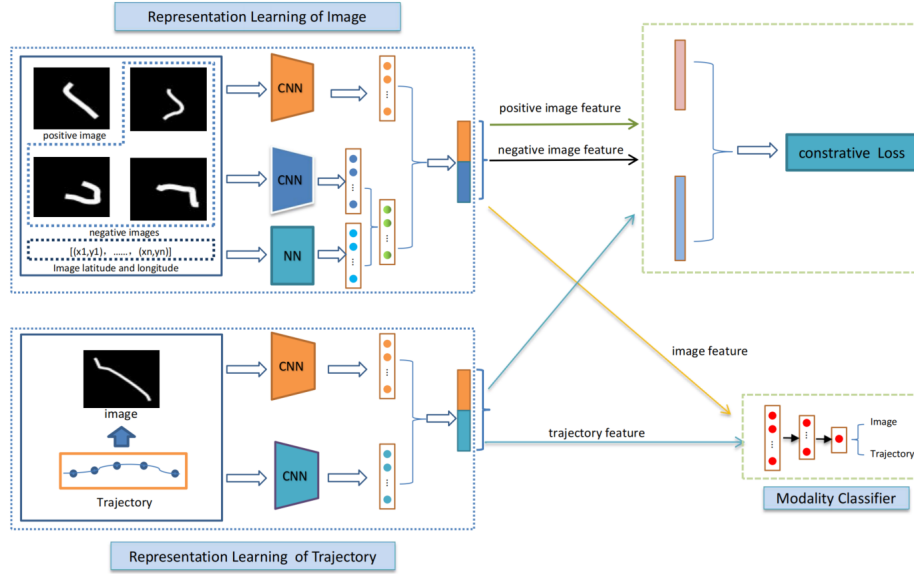 Representation Learning of Image
positive image
negative images
[(x1,y1), ......, (xn,yn)]
Image latitude and longitude
CNN
CNN
NN
positive image feature
negative image feature
constrative Loss
image
Trajectory
CNN
CNN
image feature
trajectory feature
Image
Trajectory
Modality Classifier
Representation Learning of Trajectory